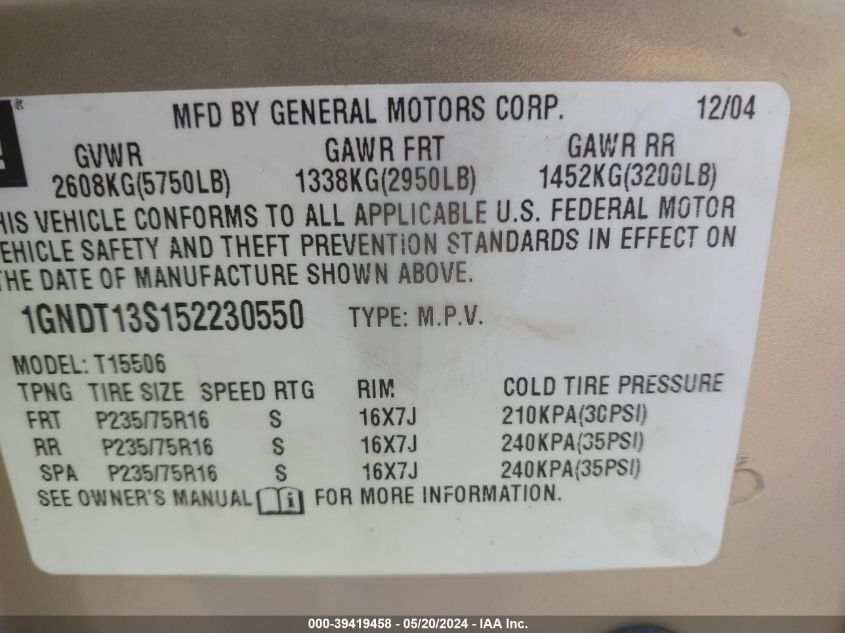 ®
MFD BY GENERAL MOTORS CORP. 12/04
GVWR GAWR FRT GAWR RR
2608KG(5750LB) 1338KG(2950LB) 1452KG(3200LB)
HIS VEHICLE CONFORMS TO ALL APPLICABLE U.S. FEDERAL MOTOR
EHICLE SAFETY AND THEFT PREVENTION STANDARDS IN EFFECT ON
THE DATE OF MANUFACTURE SHOWN ABOVE.
1GNDT13S152230550 TYPE: M.P.V.
MODEL: T15506
TPNG TIRE SIZE SPEED RTG RIM COLD TIRE PRESSURE
FRT P235/75R16 S 16X7J 210KPA(30PSI)
RR P235/75R16 S 16X7J 240KPA(35PSI)
SPA P235/75R16 S 16X7J 240KPA(35PSI)
SEE OWNER'S MANUAL i FOR MORE INFORMATION.
000-39419458 - 05/20/2024 - IAA Inc.